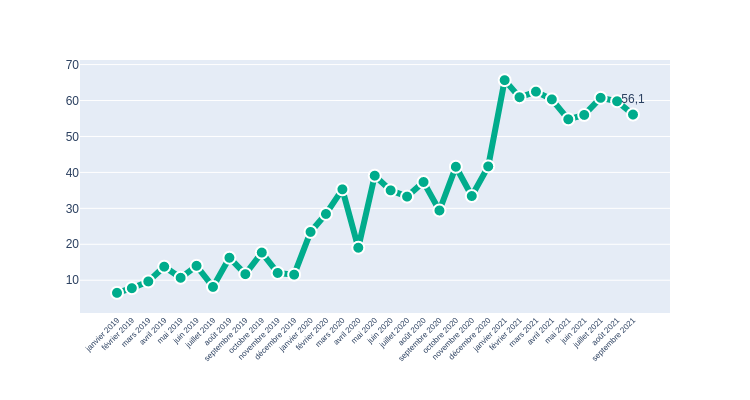 70
60
50
40
30
20
10
56,1
janvier 2019
février 2019
mars 2019
avril 2019
mai 2019
juin 2019
juillet 2019
août 2019
septembre 2019
octobre 2019
novembre 2019
décembre 2019
janvier 2020
février 2020
mars 2020
avril 2020
mai 2020
juin 2020
juillet 2020
août 2020
septembre 2020
octobre 2020
novembre 2020
décembre 2020
janvier 2021
février 2021
mars 2021
avril 2021
mai 2021
juin 2021
juillet 2021
août 2021
septembre 2021